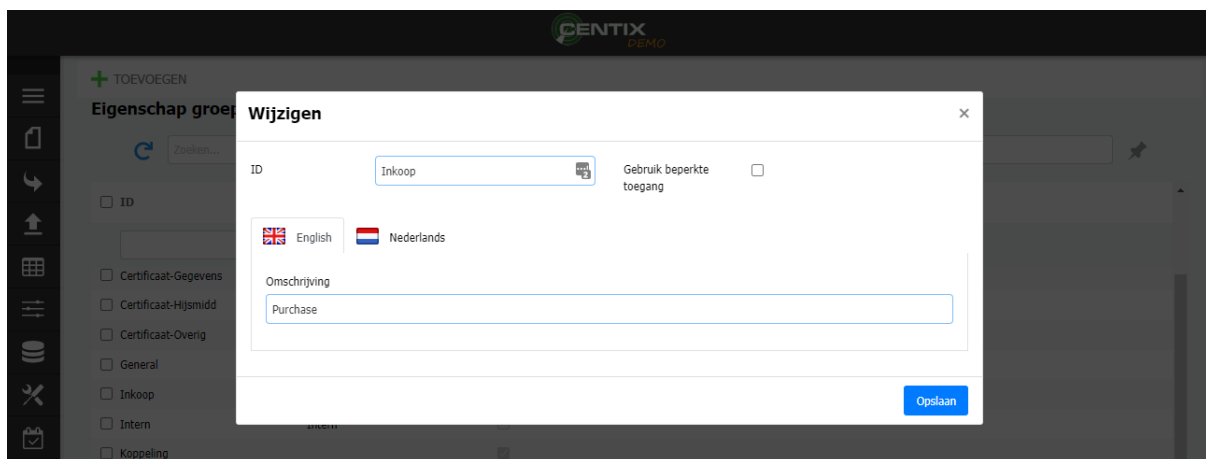 CENTIX
DEMO
TOEVOEGEN
Eigenschap groep
Zoeken...
Wijzigen
×
ID
Inkoop
Gebruik beperkte
toegang
English
Nederlands
Omschrijving
Purchase
Opslaan
ID
Certificaat-Gegevens
Certificaat-Hijsmidd
Certificaat-Overig
General
Inkoop
Intern
Intern
Koppeling